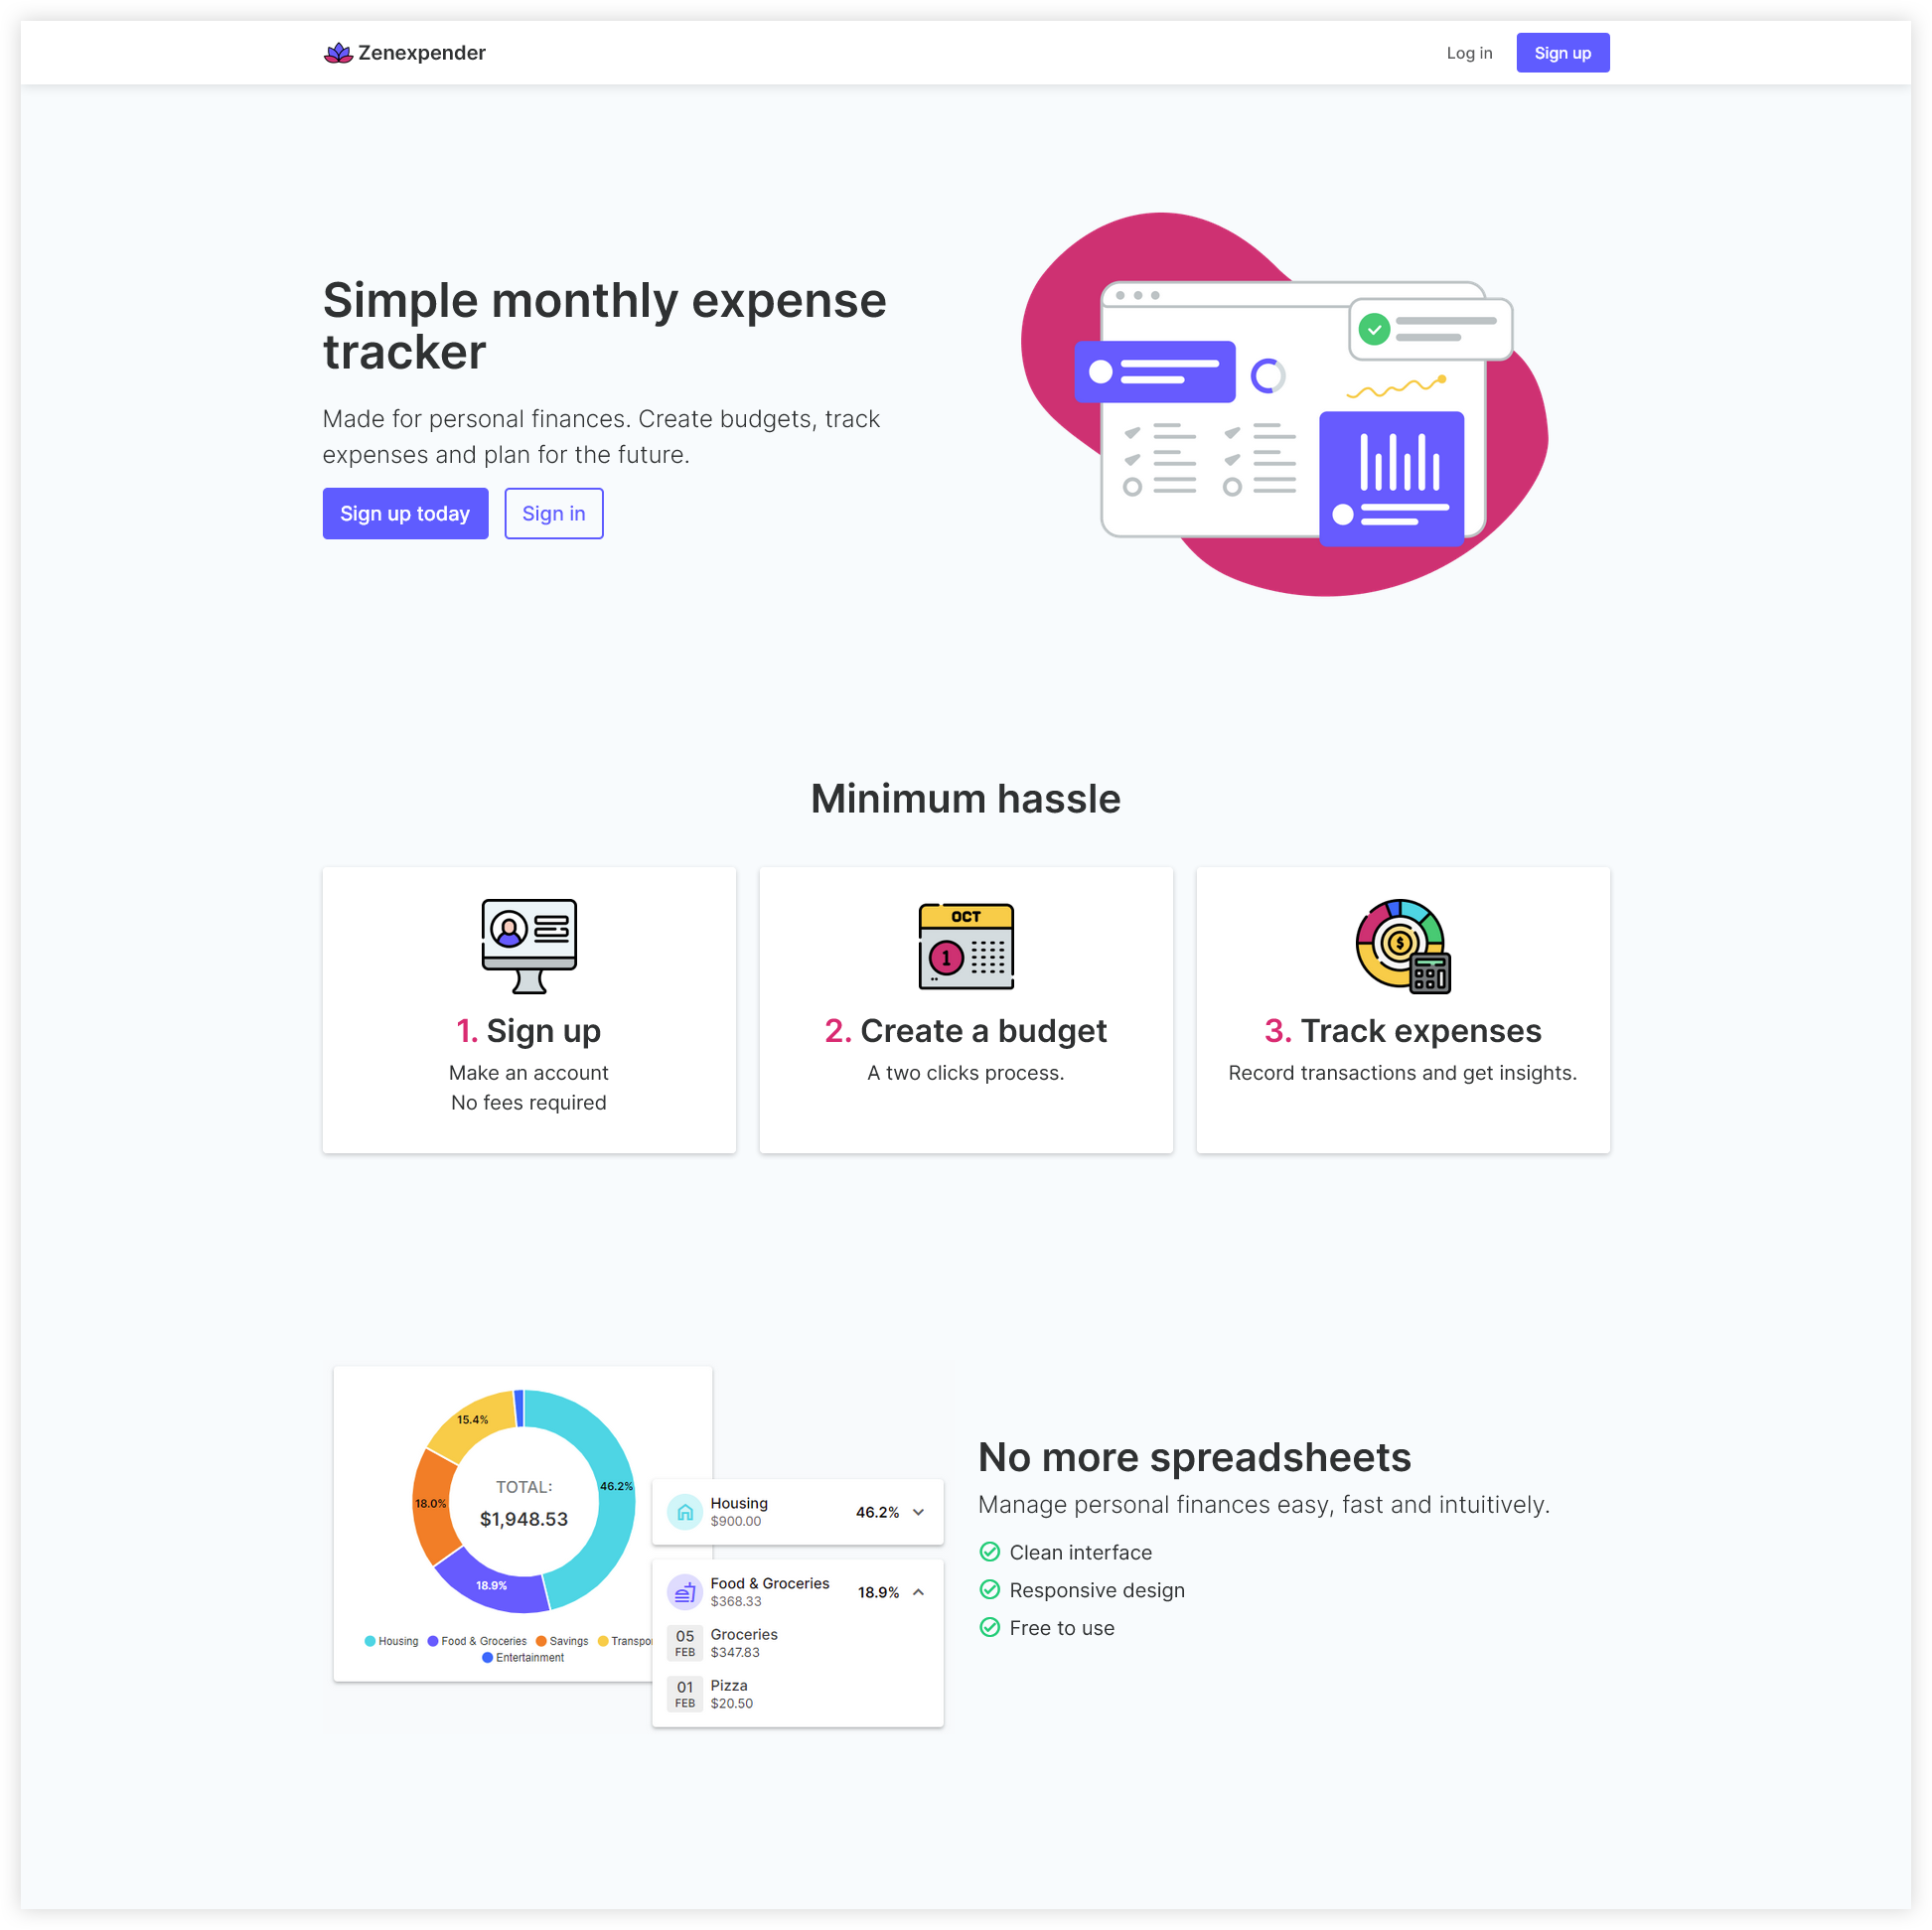 Zenexpender
Log in
Sign up
Simple monthly expense
tracker
Made for personal finances. Create budgets, track
expenses and plan for the future.
Sign up today
Sign in
Minimum hassle
OCT
1
$
1. Sign up
Make an account
No fees required
2. Create a budget
A two clicks process.
3. Track expenses
Record transactions and get insights.
15.4%
46.2%
18.0%
18.9%
TOTAL:
$1,948.53
Housing
Food & Groceries
Savings
Transpor
Entertainment
Housing
$900.00
46.2%
Food & Groceries
$368.33
18.9%
05
FEB
Groceries
$347.83
01
FEB
Pizza
$20.50
No more spreadsheets
Manage personal finances easy, fast and intuitively.
Clean interface
Responsive design
Free to use